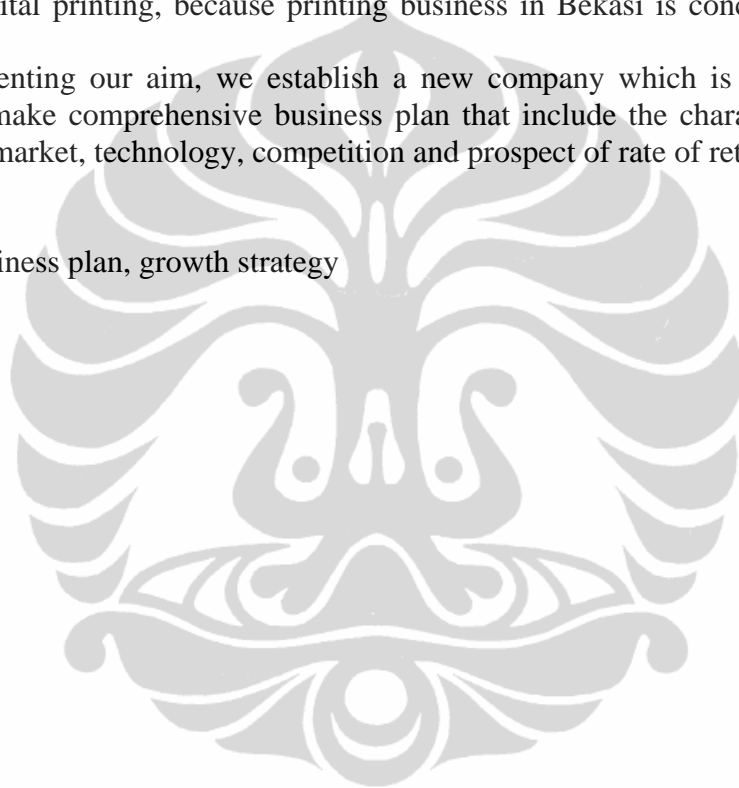 ital printing, because printing business in Bekasi is conc
enting our aim, we establish a new company which is
make comprehensive business plan that include the chara
market, technology, competition and prospect of rate of ret
iness plan, growth strategy